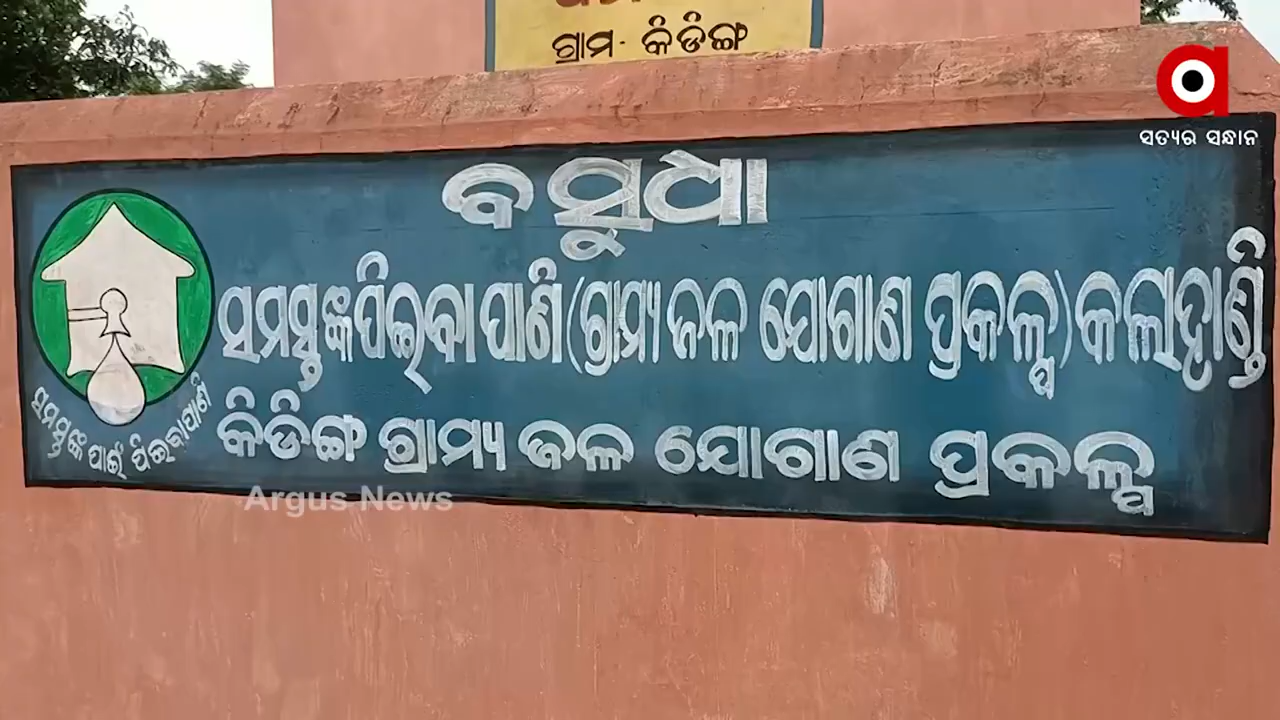 ଗ୍ରାମ- କିଡିଙ୍ଗ
ସତ୍ୟର ସନ୍ଧାନ
ବସୁଧା
ସମସ୍ତଙ୍କ ପିଇବା ପାଣି (ଗ୍ରାମ୍ୟ ଜଳ ଯୋଗାଣ ପ୍ରକଳ୍ପ) କଳାହାଣ୍ଡି
କିଡିଙ୍ଗ ଗ୍ରାମ୍ୟ ଜଳ ଯୋଗାଣ ପ୍ରକଳ୍ପ
ସମସ୍ତଙ୍କ ପାଇଁ ପିଇବା ପାଣି
Argus News